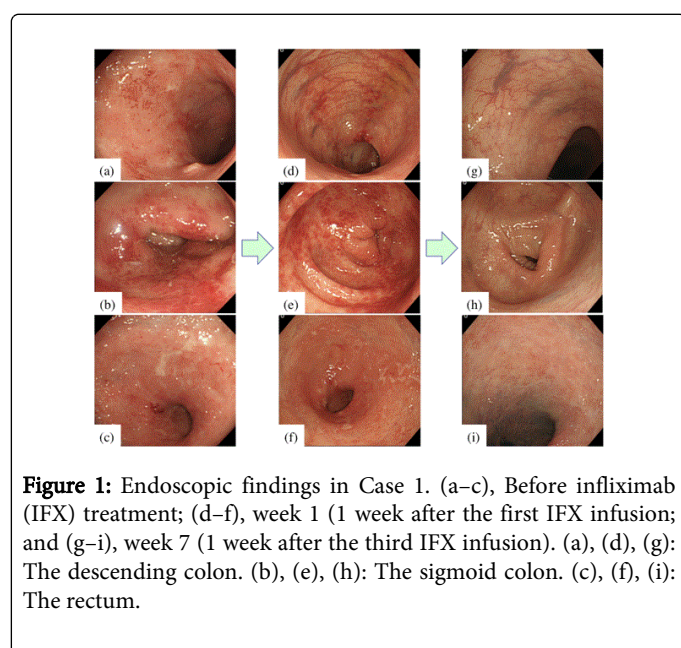 (a)
(d)
(g)
(b)
(e)
(h)
(c)
(f)
(i)
Figure 1: Endoscopic findings in Case 1. (a–c), Before infliximab
(IFX) treatment; (d–f), week 1 (1 week after the first IFX infusion;
and (g–i), week 7 (1 week after the third IFX infusion). (a), (d), (g):
The descending colon. (b), (e), (h): The sigmoid colon. (c), (f), (i):
The rectum.